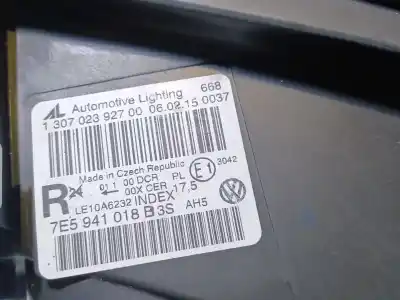 AL Automotive Lighting 668
1 307 023 927 00 06.02.15 0037
Made in Czech Republic
01 1 00 DCR PL E1 3042
R ← 00X CER 17,5
LE10A6232 INDEX
7E5 941 018 B 3S AH5